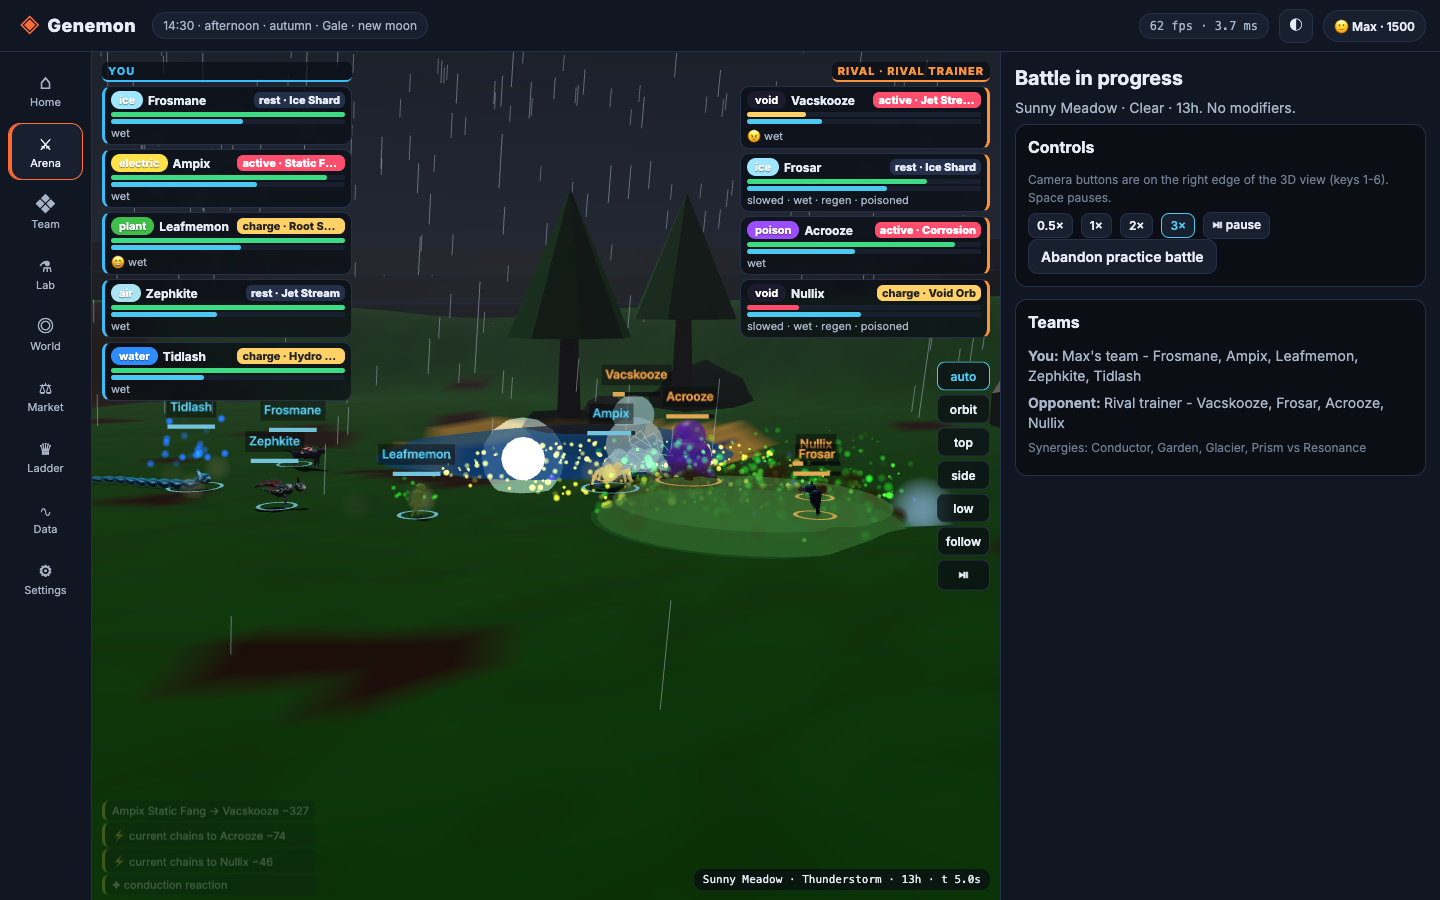 Genemon
14:30 · afternoon · autumn · Gale · new moon
62 fps · 3.7 ms
Max · 1500
Home
Arena
Team
Lab
World
Market
Ladder
Data
Settings
YOU
ice Frosmane rest · Ice Shard
wet
electric Ampix active · Static F...
wet
plant Leafmemon charge · Root S...
wet
air Zephkite rest · Jet Stream
wet
water Tidlash charge · Hydro ...
wet
RIVAL · RIVAL TRAINER
void Vacskooze active · Jet Stre...
wet
ice Frosar rest · Ice Shard
slowed · wet · regen · poisoned
poison Acrooze active · Corrosion
wet
void Nullix charge · Void Orb
slowed · wet · regen · poisoned
Vacskooze
Acrooze
Ampix
Tidlash
Frosmane
Zephkite
Leafmemon
Nullix
Frosar
auto
orbit
top
side
low
follow
Ampix Static Fang → Vacskooze −327
⚡ current chains to Acrooze −74
⚡ current chains to Nullix −46
✦ conduction reaction
Sunny Meadow · Thunderstorm · 13h · t 5.0s
Battle in progress
Sunny Meadow · Clear · 13h. No modifiers.
Controls
Camera buttons are on the right edge of the 3D view (keys 1-6).
Space pauses.
0.5× 1× 2× 3× ⏯ pause
Abandon practice battle
Teams
You: Max's team - Frosmane, Ampix, Leafmemon,
Zephkite, Tidlash
Opponent: Rival trainer - Vacskooze, Frosar, Acrooze,
Nullix
Synergies: Conductor, Garden, Glacier, Prism vs Resonance